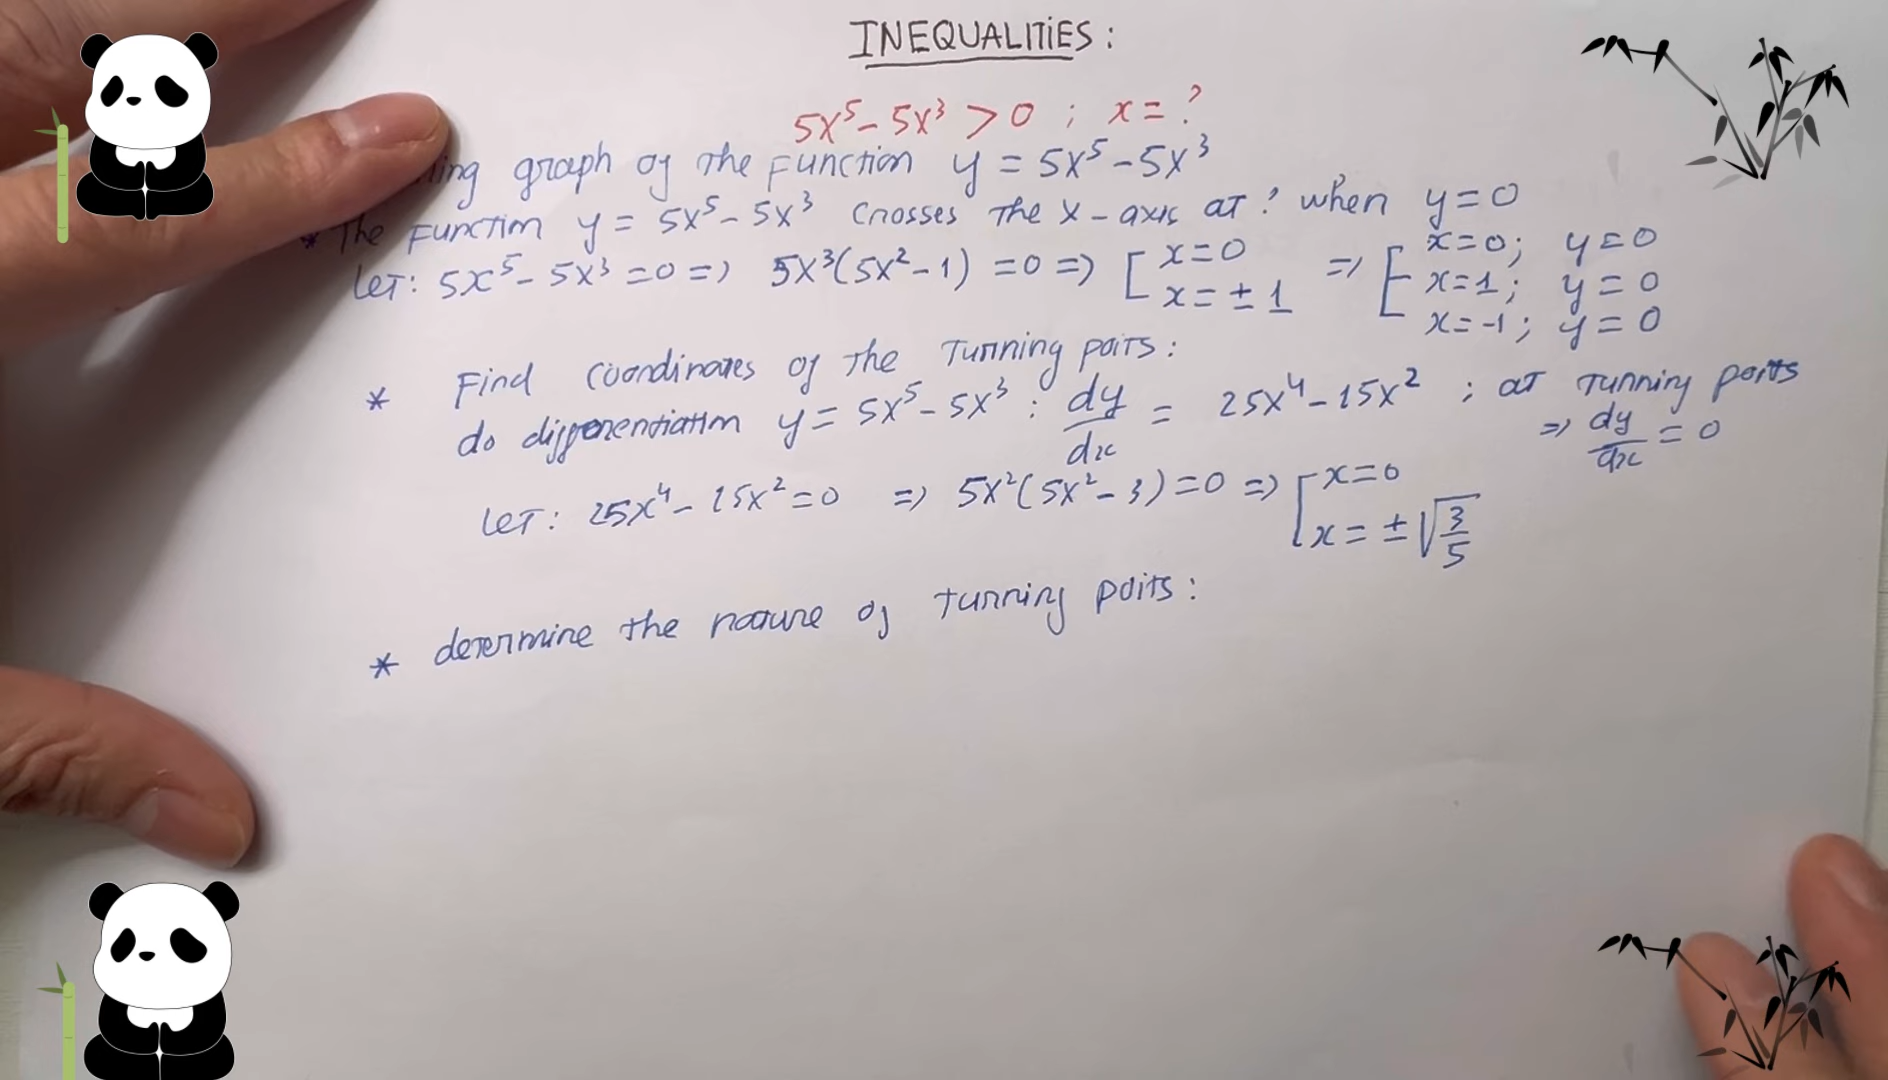 INEQUALITIES:
5x⁵ - 5x³ > 0 ; x = ?
ing graph of the Function y = 5x⁵ - 5x³
* The Function y = 5x⁵ - 5x³ crosses the x-axis at? when y = 0
Let: 5x⁵ - 5x³ = 0 => 5x³(5x² - 1) = 0 => [ x = 0 x = ± 1 => [ x = 0; y = 0 x = 1; y = 0 x = -1; y = 0
* Find coordinates of the Turning poits:
do differentiation y = 5x⁵ - 5x³ : dy/dx = 25x⁴ - 15x² ; at turning poits => dy/dx = 0
Let: 25x⁴ - 15x² = 0 => 5x²(5x² - 3) = 0 => [ x = 0 x = ± √(3/5)
* determine the nature of turning poits: